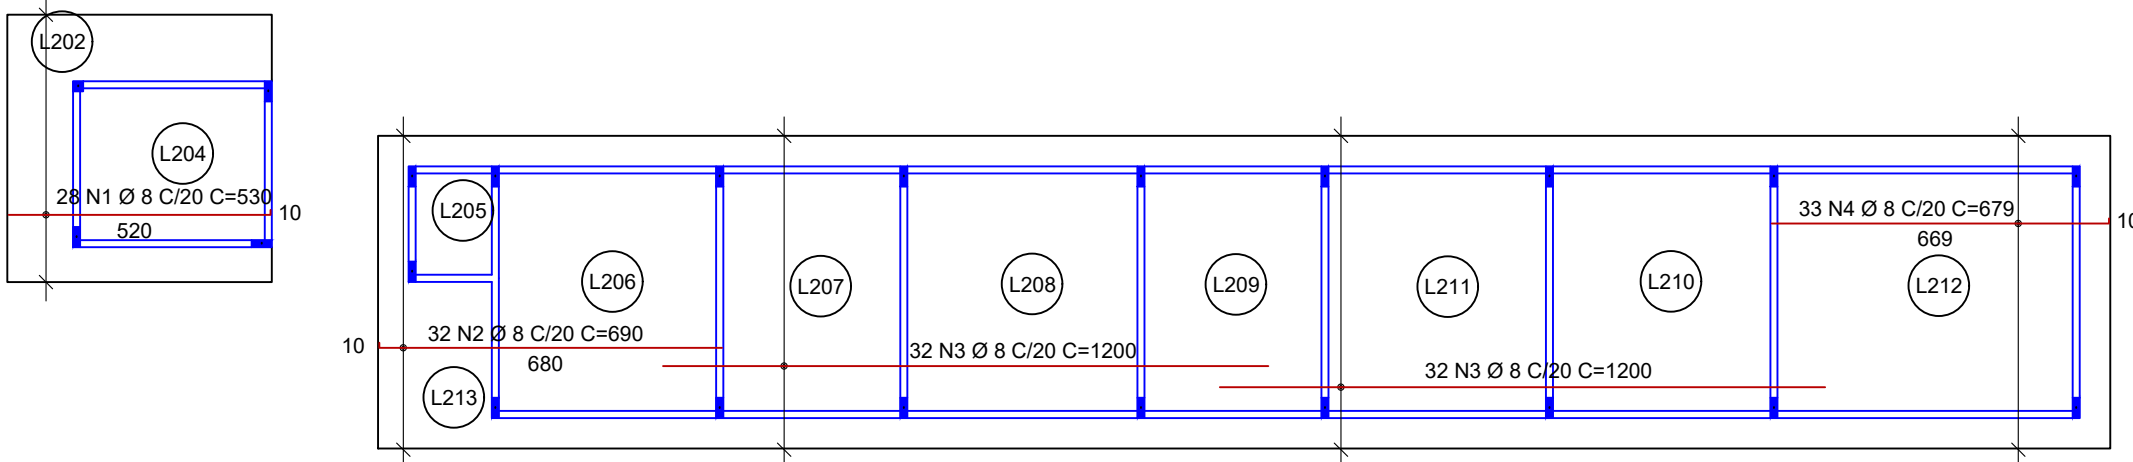 L202
L204
28 N1 Ø 8 C/20 C=530
10
520
L205
33 N4 Ø 8 C/20 C=679
10
669
L206
L207
L208
L209
L211
L210
L212
10
32 N2 Ø 8 C/20 C=690
680
32 N3 Ø 8 C/20 C=1200
32 N3 Ø 8 C/20 C=1200
L213